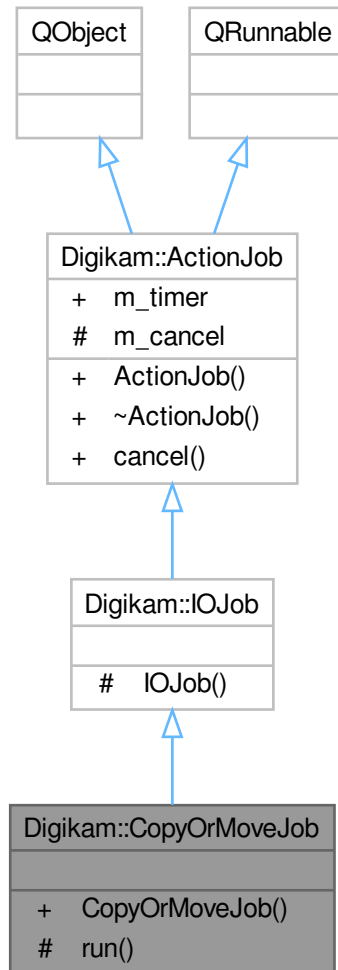 QObject
QRunnable
Digikam::ActionJob
+ m_timer
# m_cancel
+ ActionJob()
+ ~ActionJob()
+ cancel()
Digikam::IOJob
# IOJob()
Digikam::CopyOrMoveJob
+ CopyOrMoveJob()
# run()